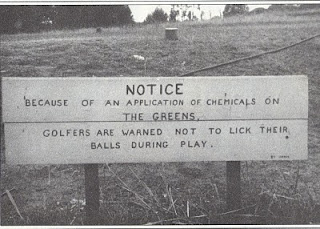 NOTICE
BECAUSE OF AN APPLICATION OF CHEMICALS ON
THE GREENS,
GOLFERS ARE WARNED NOT TO LICK THEIR
BALLS DURING PLAY.